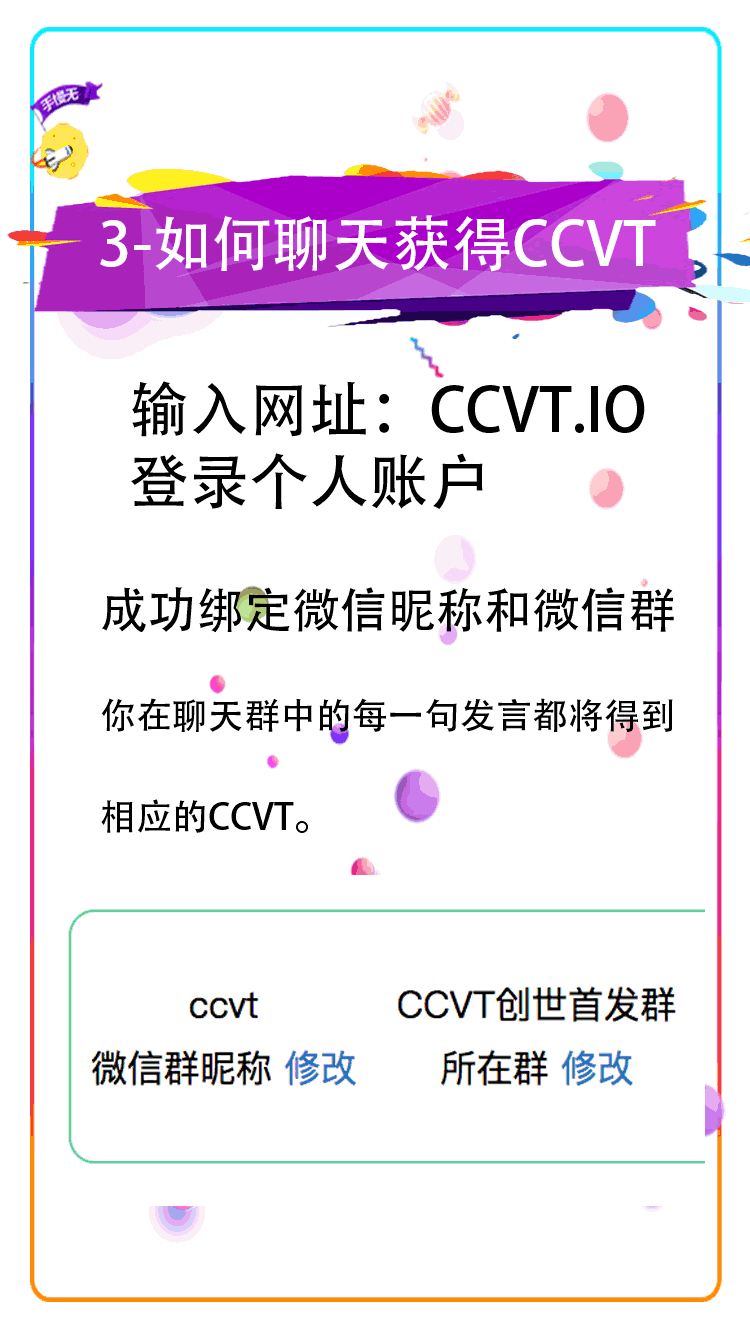 手慢无
3-如何聊天获得CCVT
输入网址：CCVT.IO
登录个人账户
成功绑定微信昵称和微信群
你在聊天群中的每一句发言都将得到
相应的CCVT。
ccvt CCVT创世首发群
微信群昵称 修改 所在群 修改